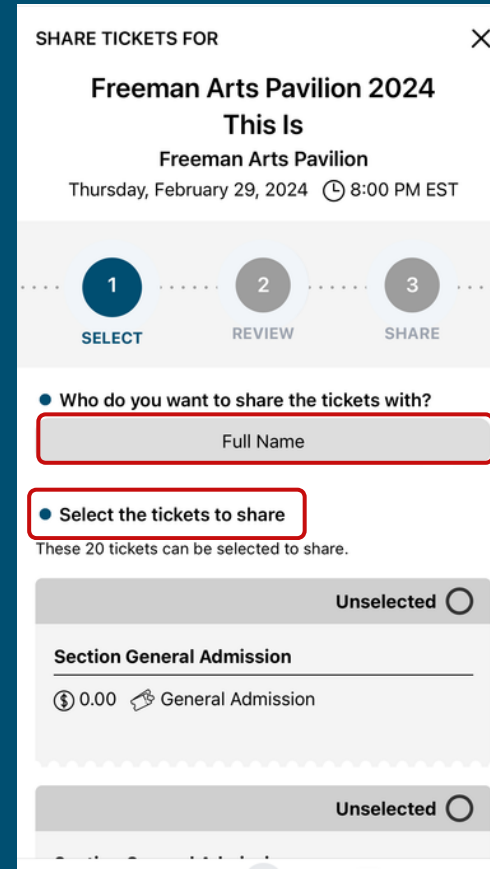 SHARE TICKETS FOR
Freeman Arts Pavilion 2024
This Is
Freeman Arts Pavilion
Thursday, February 29, 2024 8:00 PM EST
1 2 3
SELECT REVIEW SHARE
Who do you want to share the tickets with?
Full Name
Select the tickets to share
These 20 tickets can be selected to share.
Unselected
Section General Admission
$ 0.00 General Admission
Unselected